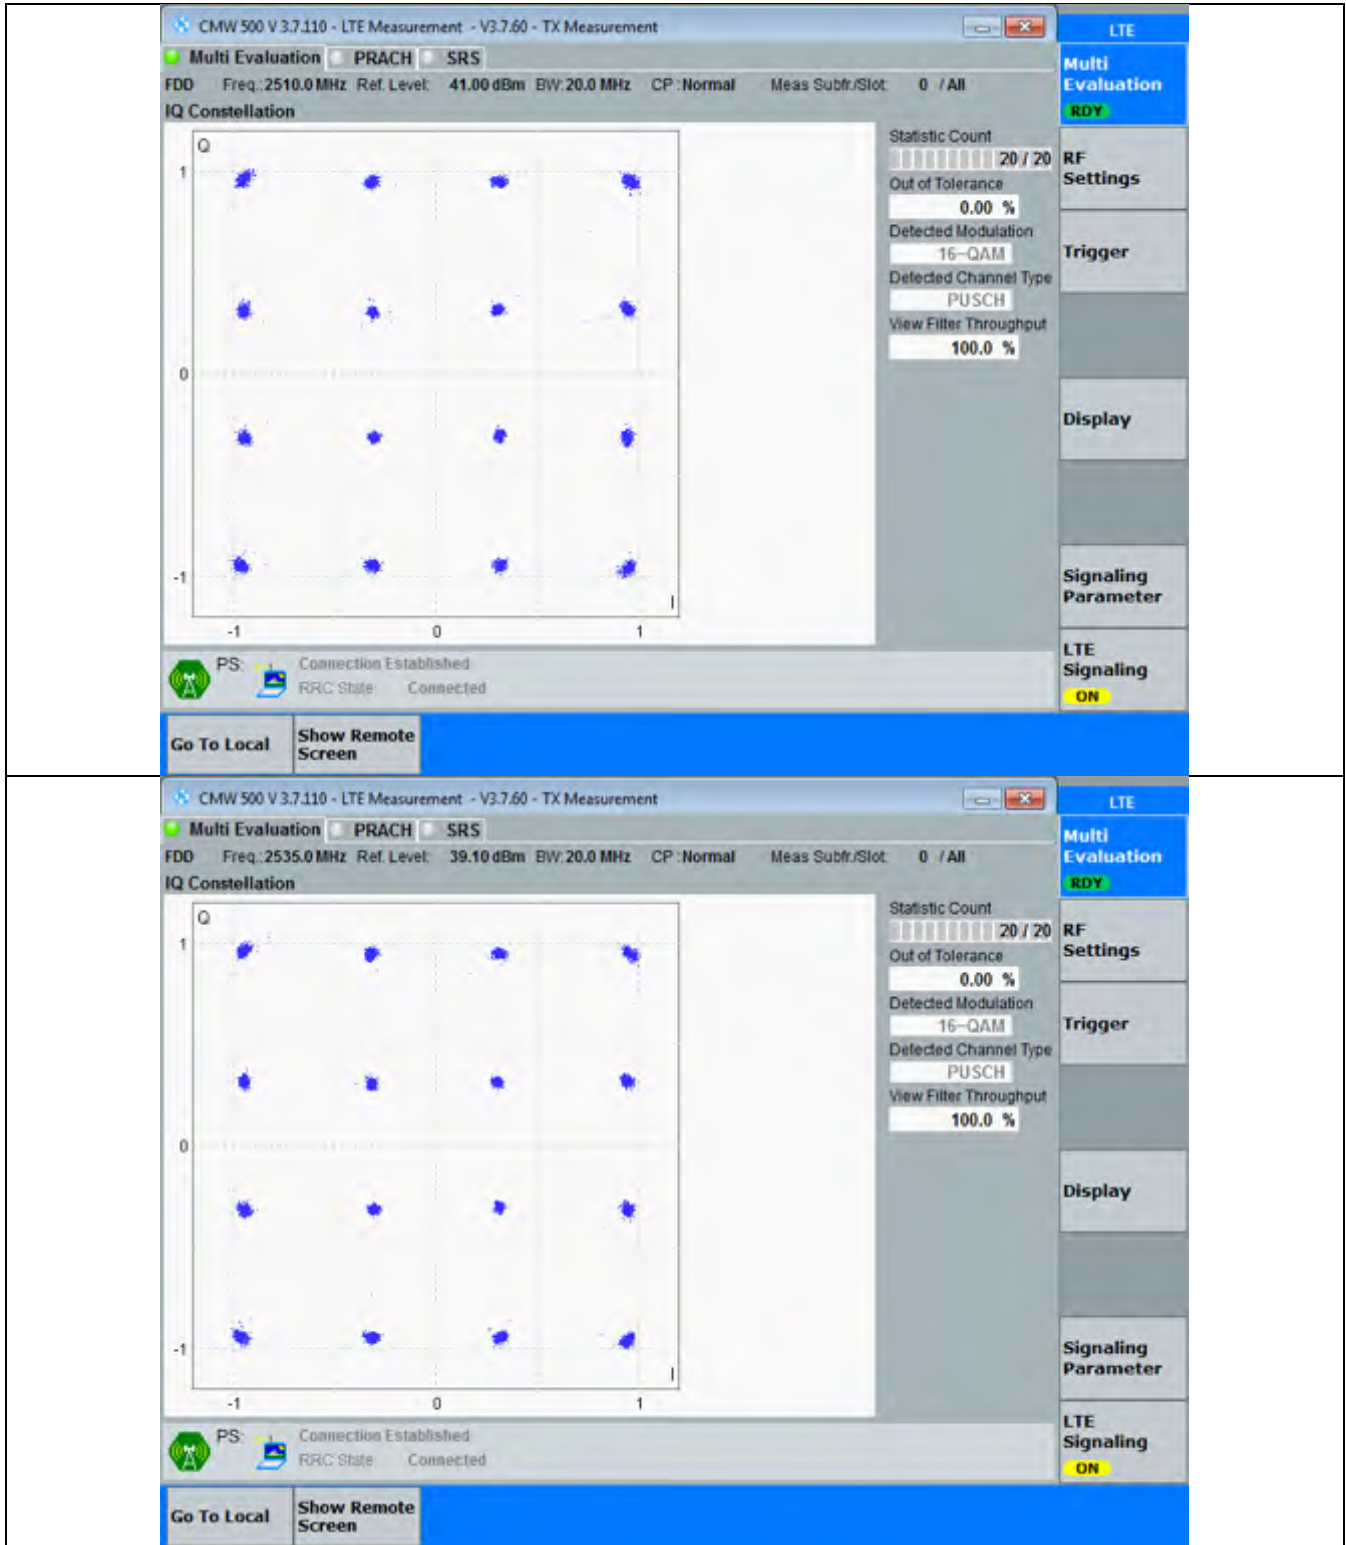 CMW 500 V 3.7.110 - LTE Measurement - V3.7.60 - TX Measurement
LTE
Multi Evaluation PRACH SRS
Multi
Evaluation
RDY
FDD Freq.:2510.0 MHz Ref. Level: 41.00 dBm BW:20.0 MHz CP :Normal Meas Subfr./Slot: 0 / All
IQ Constellation
Q
1
0
-1
-1 0 1
I
Statistic Count
20 / 20
Out of Tolerance
0.00 %
Detected Modulation
16-QAM
Detected Channel Type
PUSCH
View Filter Throughput
100.0 %
RF
Settings
Trigger
Display
Signaling
Parameter
LTE
Signaling
ON
PS: Connection Established
RRC State Connected
Go To Local
Show Remote
Screen
CMW 500 V 3.7.110 - LTE Measurement - V3.7.60 - TX Measurement
LTE
Multi Evaluation PRACH SRS
Multi
Evaluation
RDY
FDD Freq.:2535.0 MHz Ref. Level: 39.10 dBm BW:20.0 MHz CP :Normal Meas Subfr./Slot: 0 / All
IQ Constellation
Q
1
0
-1
-1 0 1
I
Statistic Count
20 / 20
Out of Tolerance
0.00 %
Detected Modulation
16-QAM
Detected Channel Type
PUSCH
View Filter Throughput
100.0 %
RF
Settings
Trigger
Display
Signaling
Parameter
LTE
Signaling
ON
PS: Connection Established
RRC State Connected
Go To Local
Show Remote
Screen